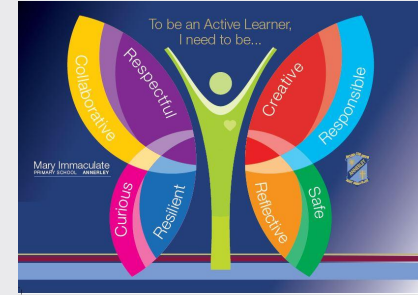 To be an Active Learner,
I need to be...
Collaborative
Respectful
Creative
Responsible
Mary Immaculate
PRIMARY SCHOOL ANNERLEY
Curious
Resilient
Reflective
Safe